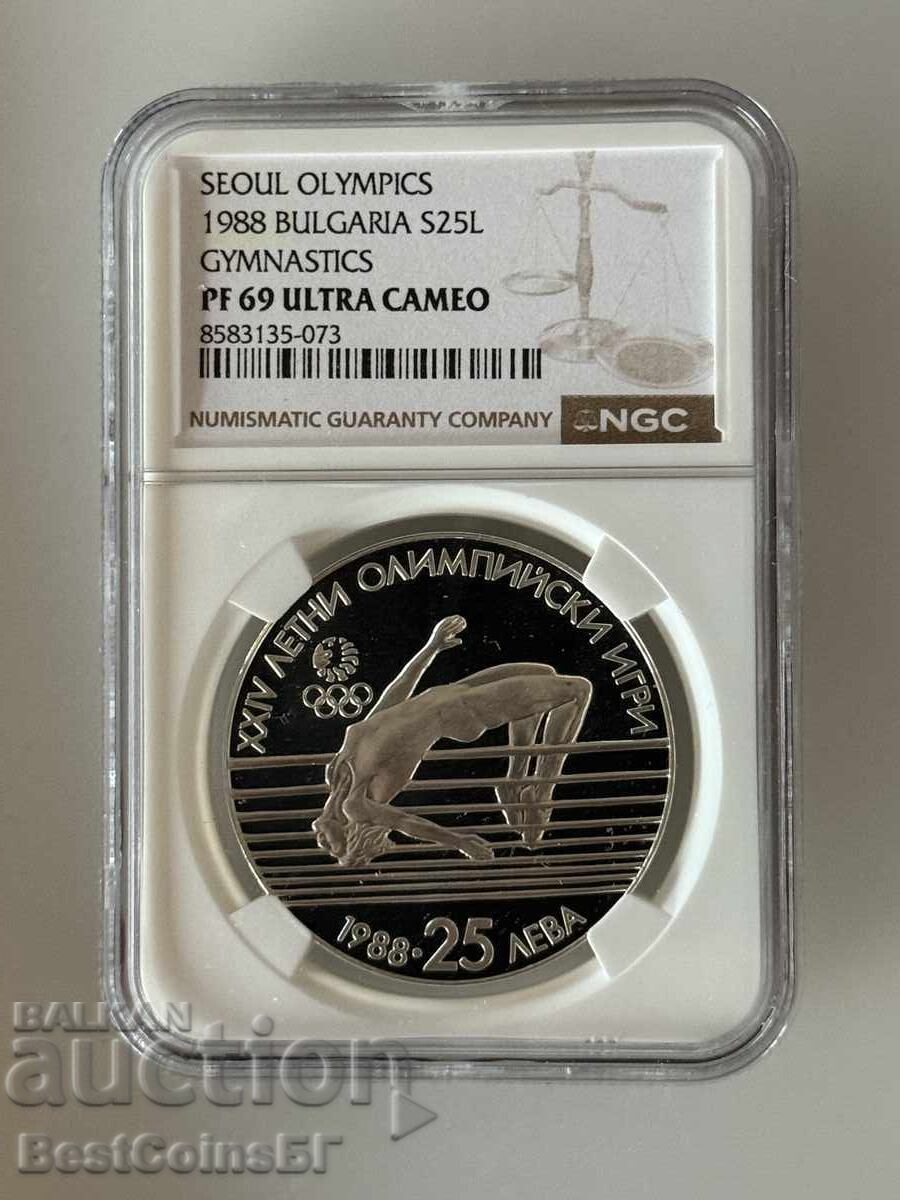 SEOUL OLYMPICS
1988 BULGARIA S25L
GYMNASTICS
PF 69 ULTRA CAMEO
8583135-073
NUMISMATIC GUARANTY COMPANY NGC
XXIV ЛЕТНИ ОЛИМПИЙСКИ ИГРИ
1988 • 25 ЛЕВА
BALKAN
auction
BestCoinsБГ